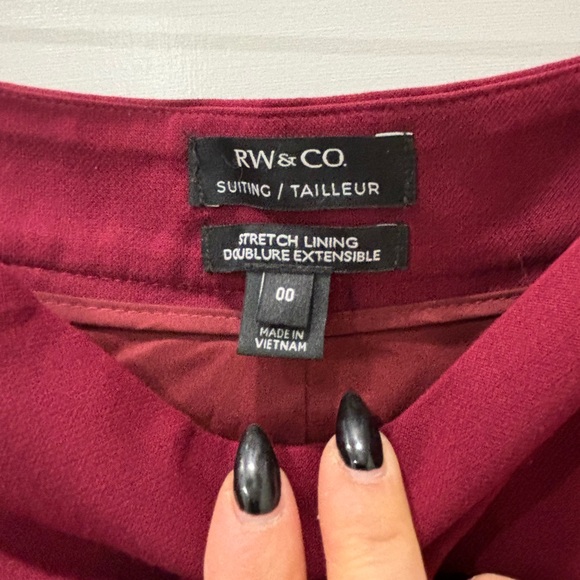 RW & CO.
SUITING / TAILLEUR
STRETCH LINING
DOUBLURE EXTENSIBLE
00
MADE IN
VIETNAM